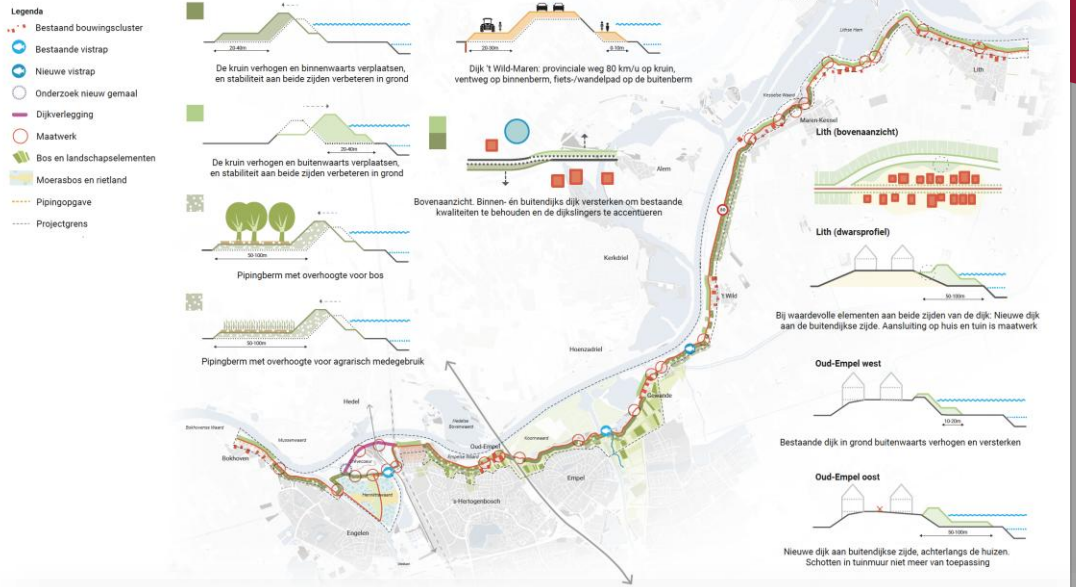 Legenda
Bestaand bouwingscluster
Bestaande vistrap
Nieuwe vistrap
Onderzoek nieuw gemaal
Dijkverlegging
Maatwerk
Bos en landschapselementen
Moerasbos en rietland
Pipingopgave
Projectgrens
20-40m
De kruin verhogen en binnenwaarts verplaatsen,
en stabiliteit aan beide zijden verbeteren in grond
20-40m
De kruin verhogen en buitenwaarts verplaatsen,
en stabiliteit aan beide zijden verbeteren in grond
50-100m
Pipingberm met overhoogte voor bos
50-100m
Pipingberm met overhoogte voor agrarisch medegebruik
Dijk 't Wild-Maren: provinciale weg 80 km/u op kruin,
ventweg op binnenberm, fiets-/wandelpad op de buitenberm
Bovenaanzicht. Binnen- én buitendijks dijk versterken om bestaande
kwaliteiten te behouden en de dijkslingers te accentueren
Lithse Ham
Lith
Maren-Kessel
Alem
Kerkdriel
't Wild
Hoenzadriel
Gewande
Hedel
Bokhoven
Oud-Empel
Empel
's-Hertogenbosch
Engelen
Lith (bovenaanzicht)
Lith (dwarsprofiel)
50-100m
Bij waardevolle elementen aan beide zijden van de dijk: Nieuwe dijk
aan de buitendijkse zijde. Aansluiting op huis en tuin is maatwerk
Oud-Empel west
10-20m
Bestaande dijk in grond buitenwaarts verhogen en versterken
Oud-Empel oost
50-100m
Nieuwe dijk aan buitendijkse zijde, achterlangs de huizen.
Schotten in tuinmuur niet meer van toepassing